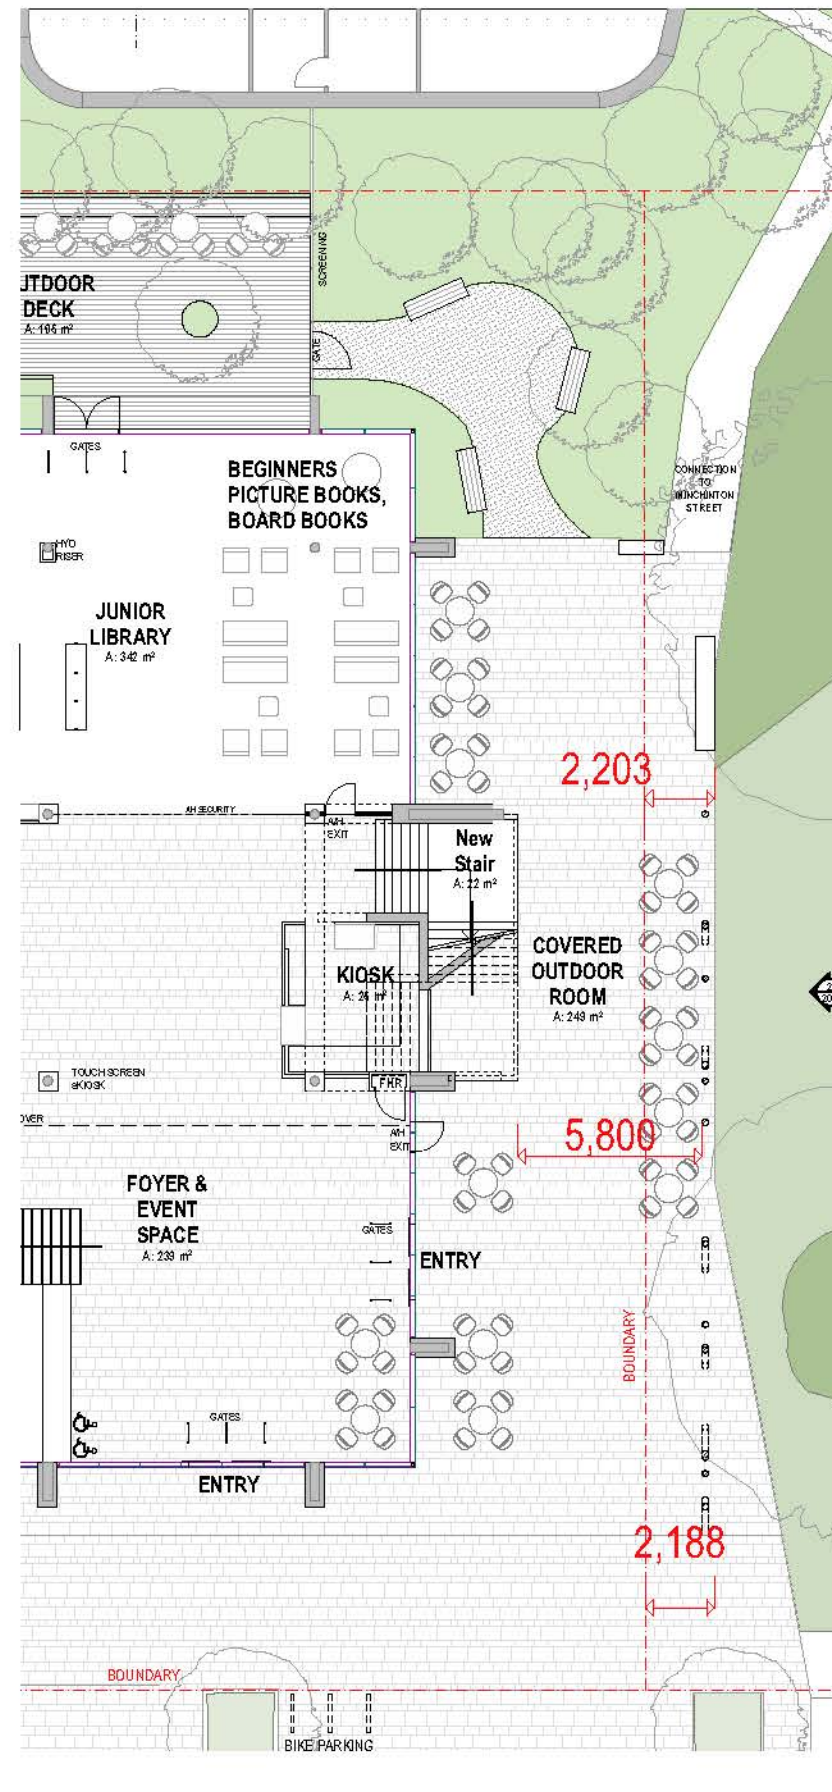 UTDOOR
DECK
A: 195 m²
SCREENING
GATE
GATES
BEGINNERS
PICTURE BOOKS,
BOARD BOOKS
CONNECTION
TO
MINCHINTON
STREET
HYD
RISER
JUNIOR
LIBRARY
A: 342 m²
2,203
AH SECURITY
A/H
EXIT
New
Stair
A: 22 m²
COVERED
OUTDOOR
ROOM
A: 249 m²
KIOSK
TOUCH SCREEN
eKIOSK
FHR
OVER
A/H
EXIT
5,800
FOYER &
EVENT
SPACE
A: 239 m²
GATES
ENTRY
BOUNDARY
GATES
ENTRY
2,188
BOUNDARY
BIKE PARKING